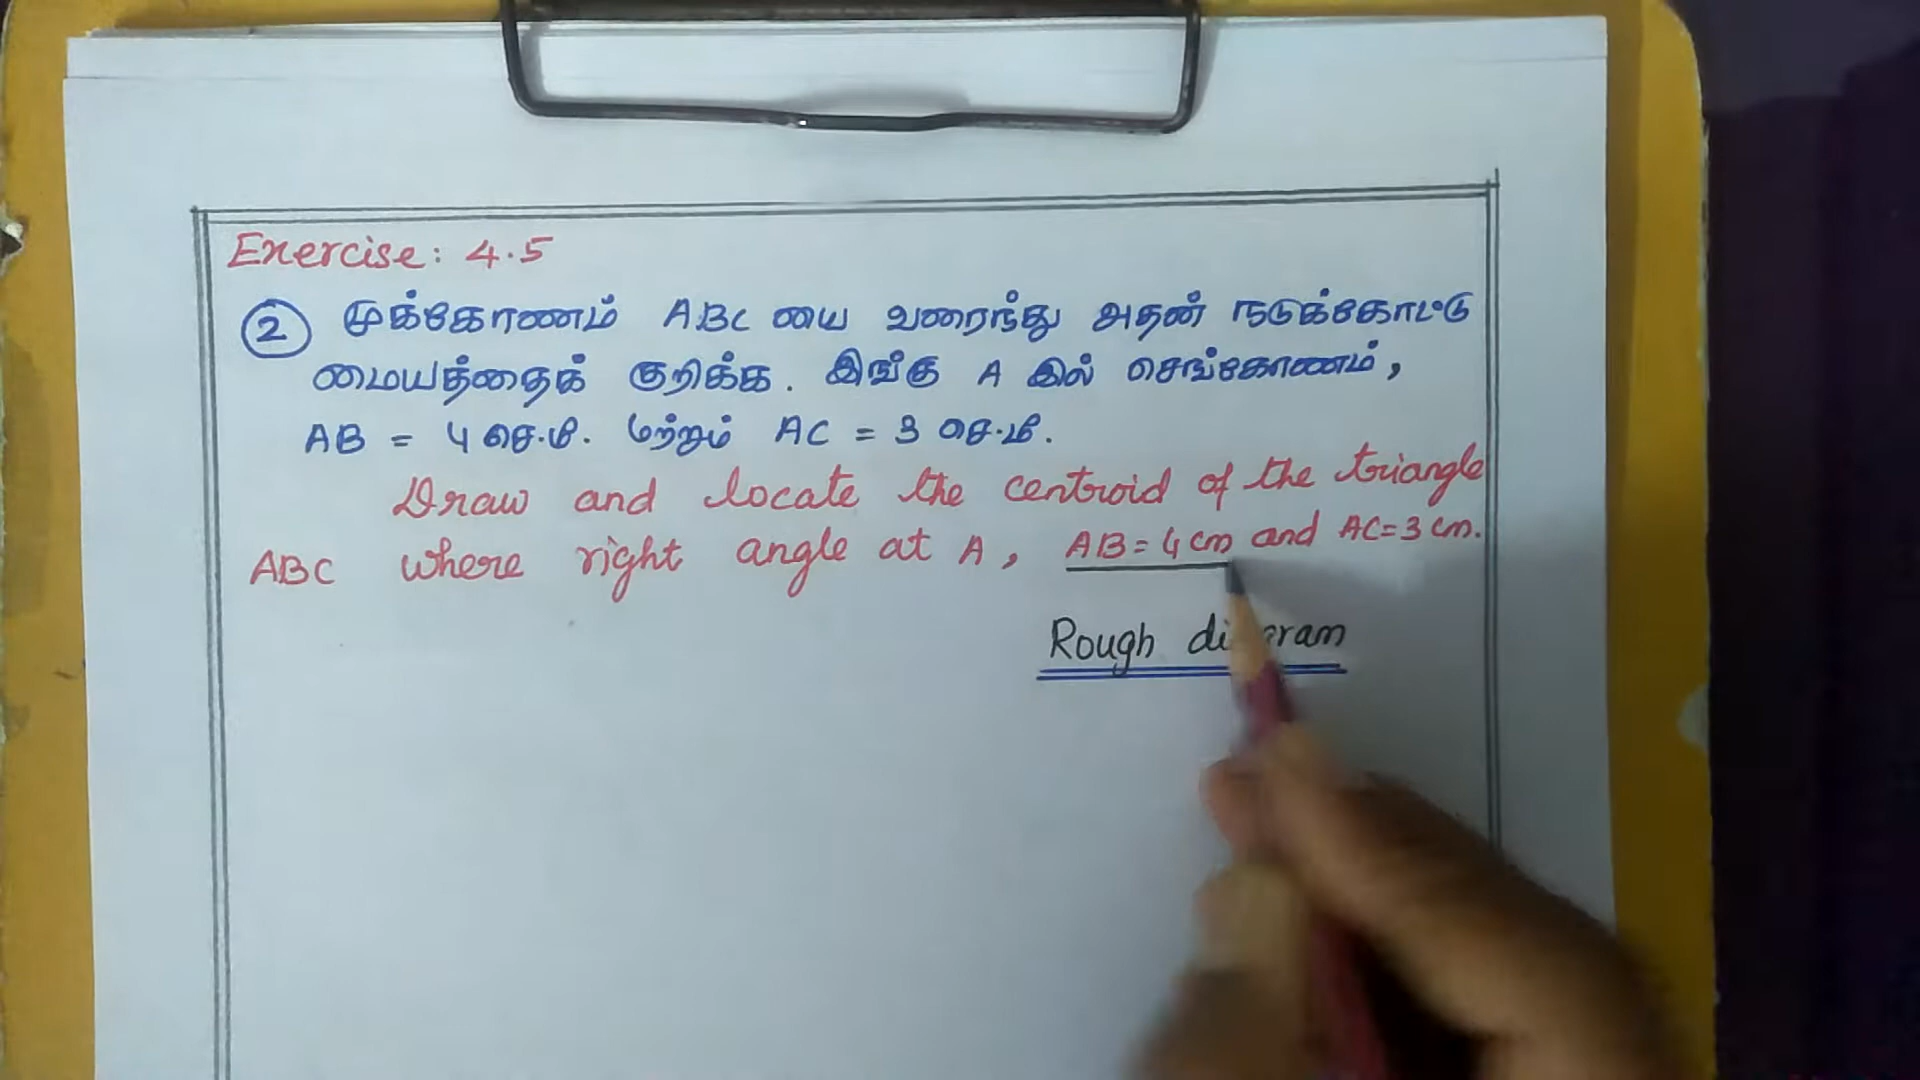 Exercise: 4.5
② முக்கோணம் ABC யை வரைந்து அதன் நடுக்கோட்டு
மையத்தைக் குறிக்க. இங்கு A இல் செங்கோணம்,
AB = 4 செ.மீ. மற்றும் AC = 3 செ.மீ.
Draw and locate the centroid of the triangle
ABC where right angle at A, AB = 4 cm and AC = 3 cm.
Rough